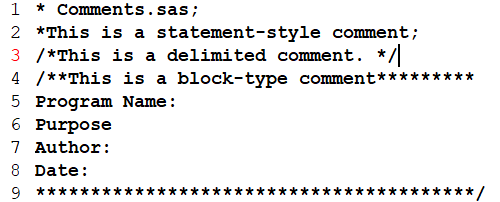 1 * Comments.sas;
2 *This is a statement-style comment;
3 /*This is a delimited comment. */
4 /**This is a block-type comment*********
5 Program Name:
6 Purpose
7 Author:
8 Date:
9 ****************************************/